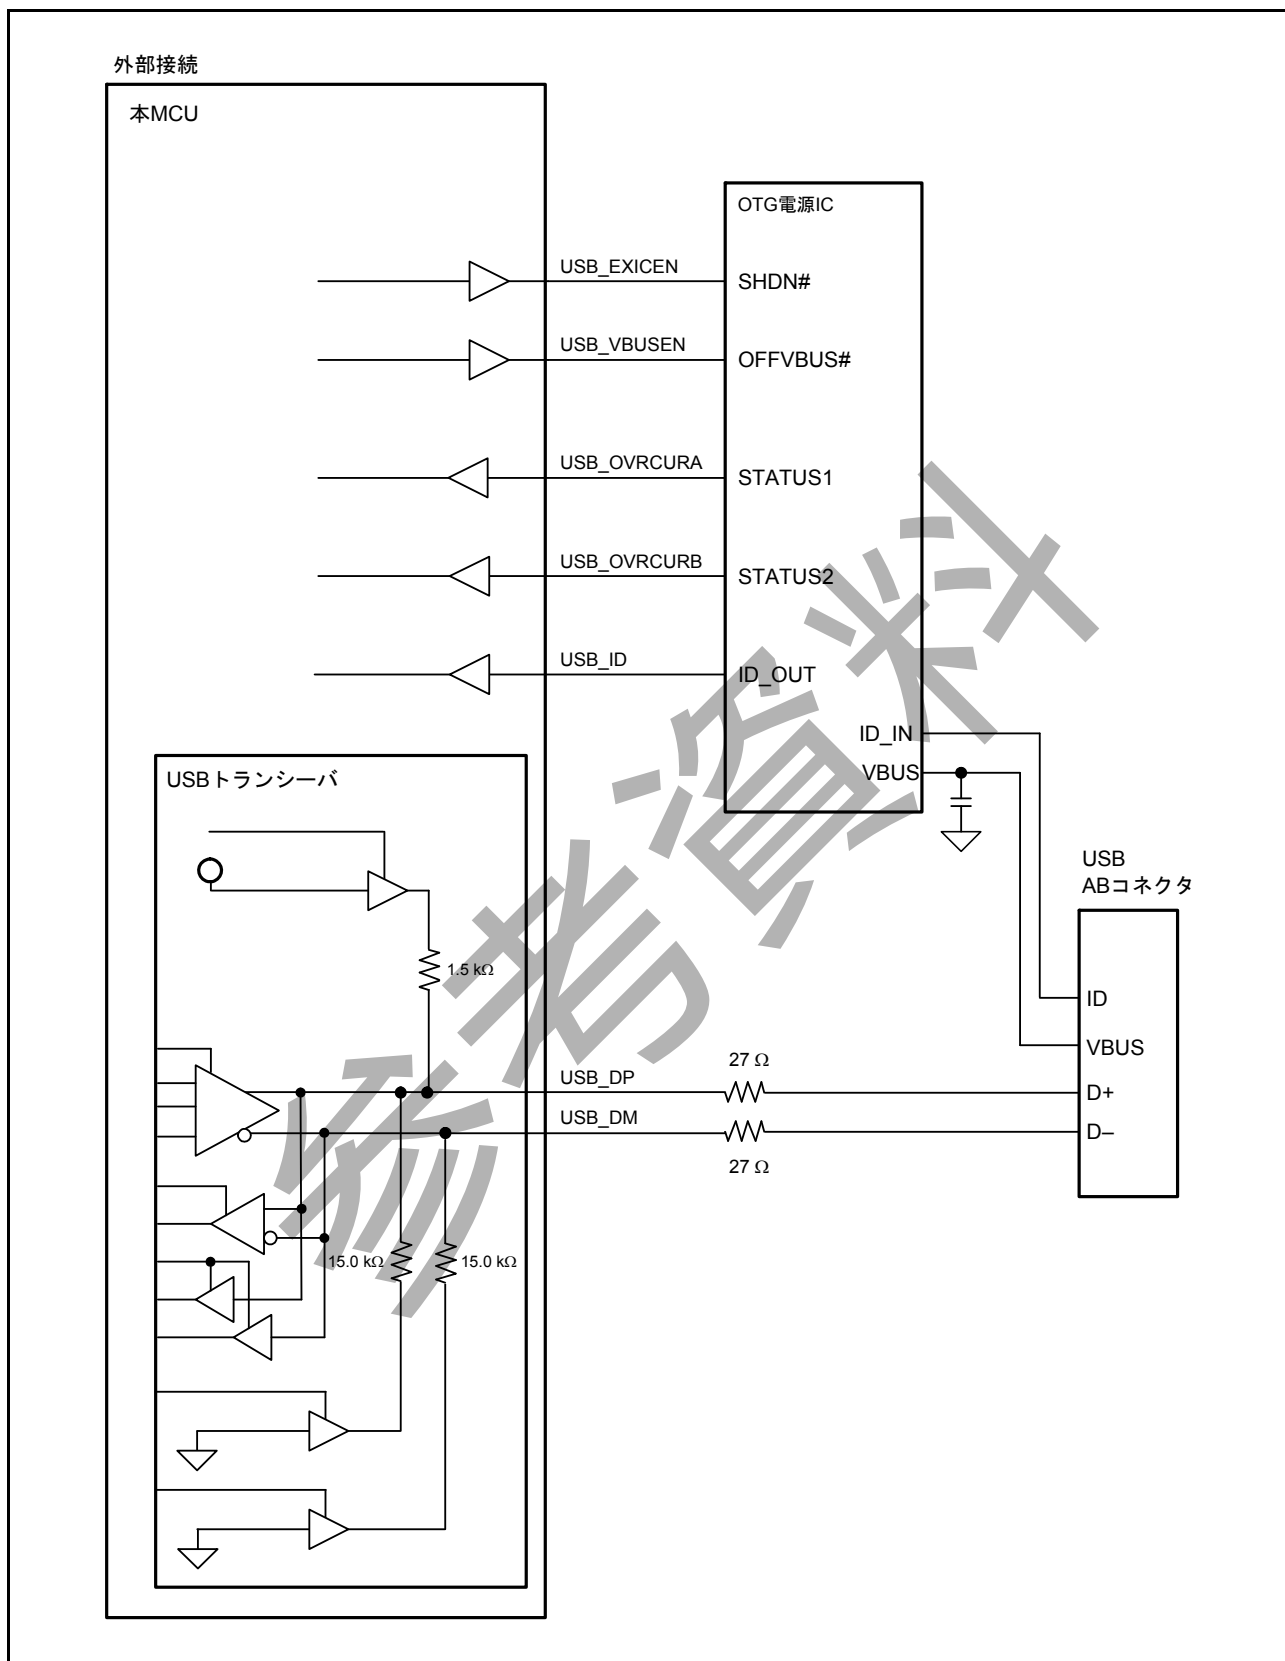 外部接続
本MCU
OTG電源IC
USB_EXICEN
SHDN#
USB_VBUSEN
OFFVBUS#
USB_OVRCURA
STATUS1
USB_OVRCURB
STATUS2
USB_ID
ID_OUT
ID_IN
VBUS
USBトランシーバ
USB
ABコネクタ
1.5 kΩ
ID
VBUS
27 Ω
USB_DP
D+
USB_DM
D–
27 Ω
15.0 kΩ
15.0 kΩ
参考資料